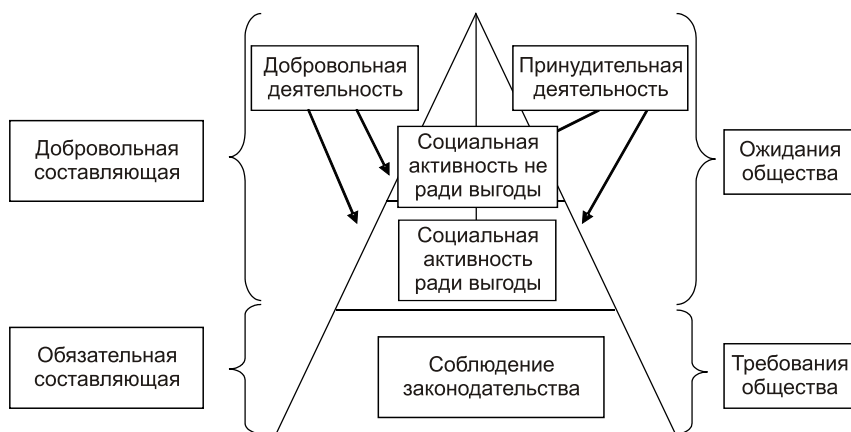 Добровольная
деятельность
Принудительная
деятельность
Добровольная
составляющая
Социальная
активность не
ради выгоды
Ожидания
общества
Социальная
активность
ради выгоды
Обязательная
составляющая
Соблюдение
законодательства
Требования
общества